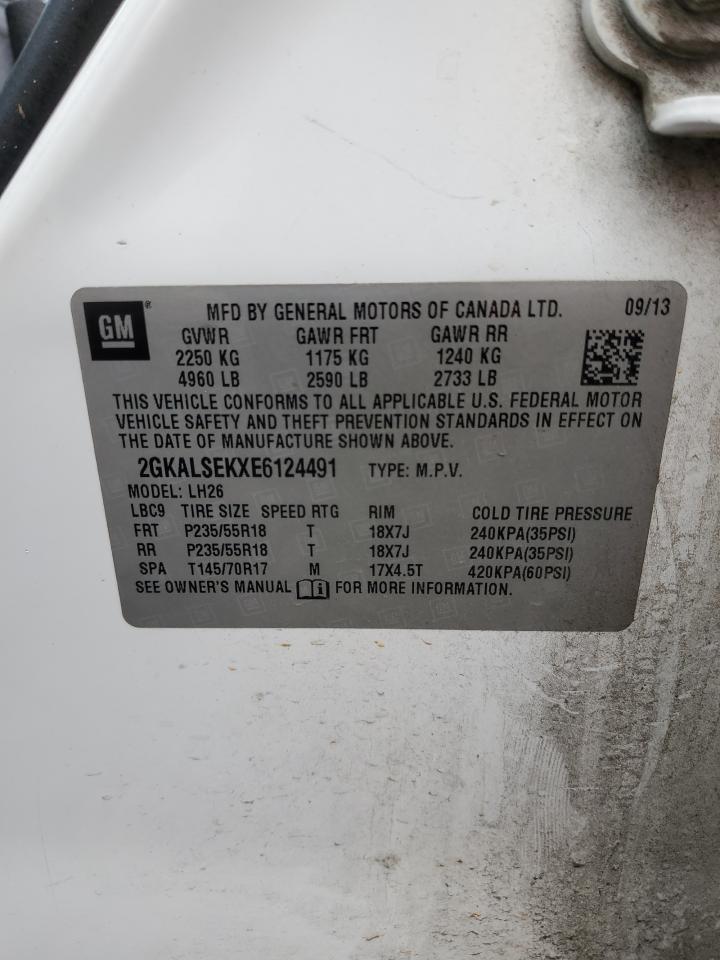 GM ® MFD BY GENERAL MOTORS OF CANADA LTD. 09/13
GVWR GAWR FRT GAWR RR
2250 KG 1175 KG 1240 KG
4960 LB 2590 LB 2733 LB
THIS VEHICLE CONFORMS TO ALL APPLICABLE U.S. FEDERAL MOTOR
VEHICLE SAFETY AND THEFT PREVENTION STANDARDS IN EFFECT ON
THE DATE OF MANUFACTURE SHOWN ABOVE.
2GKALSEKXE6124491 TYPE: M.P.V.
MODEL: LH26
LBC9 TIRE SIZE SPEED RTG RIM COLD TIRE PRESSURE
FRT P235/55R18 T 18X7J 240KPA(35PSI)
RR P235/55R18 T 18X7J 240KPA(35PSI)
SPA T145/70R17 M 17X4.5T 420KPA(60PSI)
SEE OWNER'S MANUAL i FOR MORE INFORMATION.